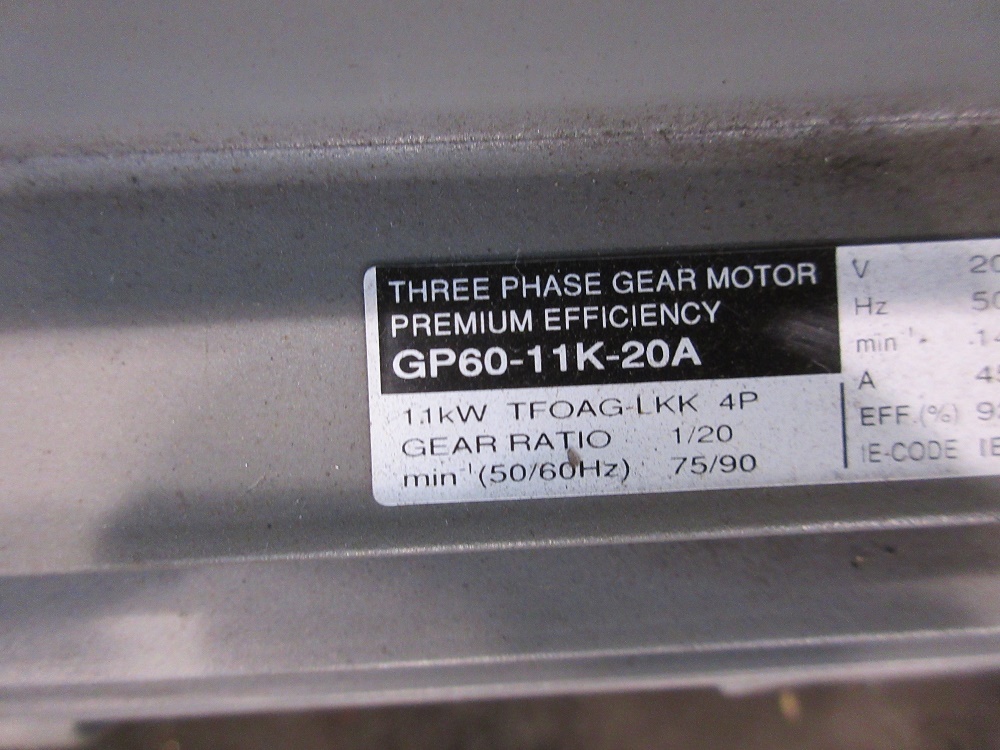 THREE PHASE GEAR MOTOR
PREMIUM EFFICIENCY
GP60-11K-20A
1.1kW TFOAG-LKK 4P
GEAR RATIO 1/20
min⁻¹(50/60Hz) 75/90
V
Hz
min⁻¹
A
EFF.(%)
IE-CODE